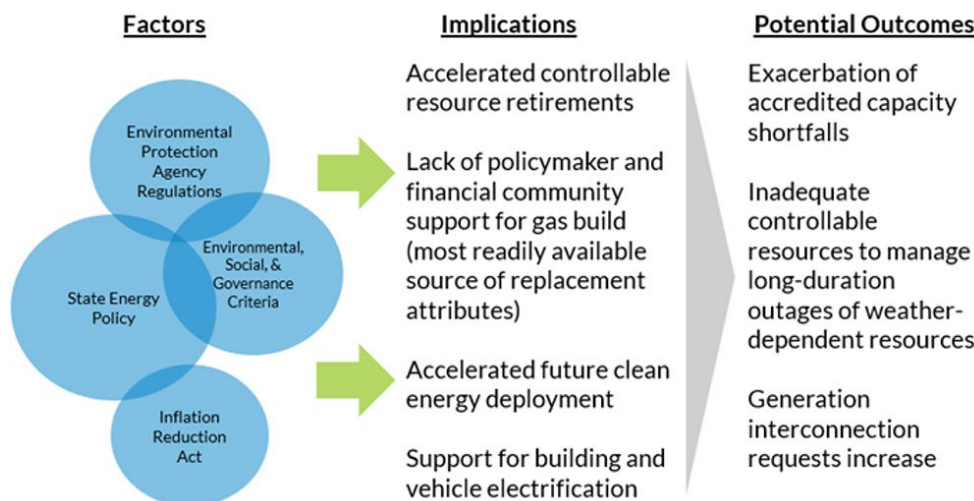 Factors
Environmental
Protection
Agency
Regulations
Environmental,
Social, &
Governance
Criteria
State Energy
Policy
Inflation
Reduction
Act
Implications
Accelerated controllable
resource retirements
Lack of policymaker and
financial community
support for gas build
(most readily available
source of replacement
attributes)
Accelerated future clean
energy deployment
Support for building and
vehicle electrification
Potential Outcomes
Exacerbation of
accredited capacity
shortfalls
Inadequate
controllable
resources to manage
long-duration
outages of weather-
dependent resources
Generation
interconnection
requests increase